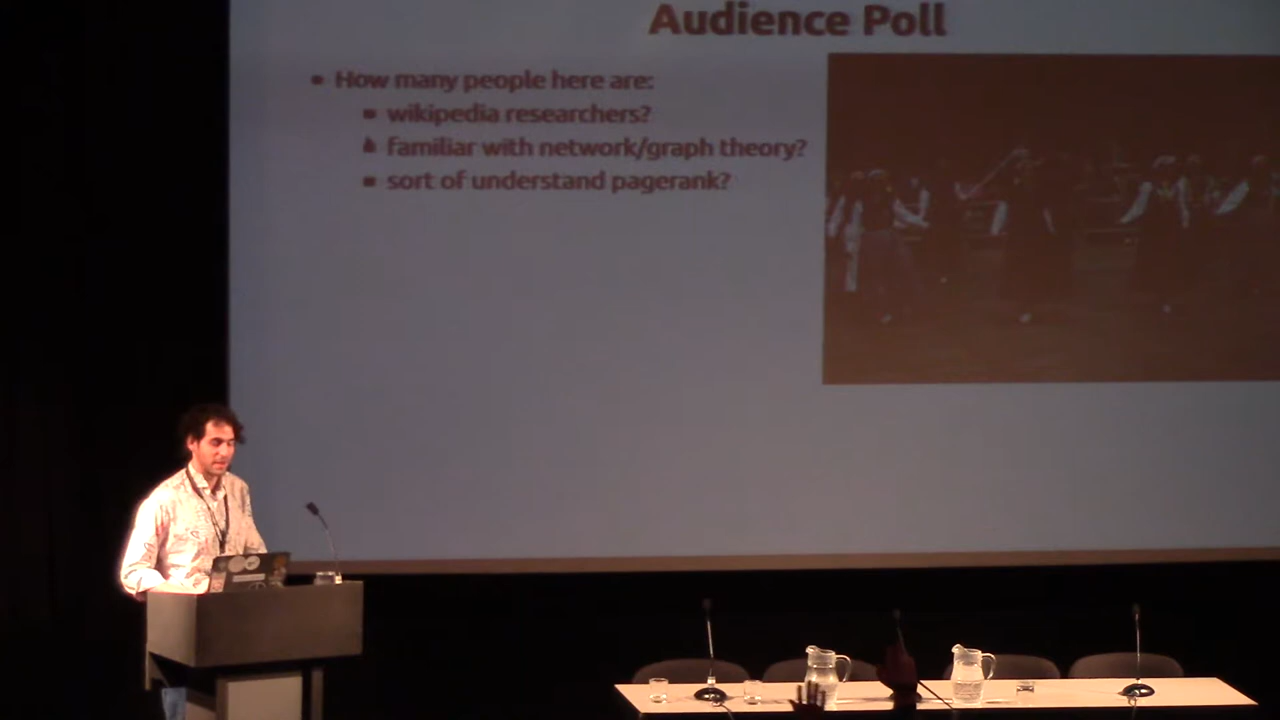 Audience Poll
How many people here are:
wikipedia researchers?
familiar with network/graph theory?
sort of understand pagerank?